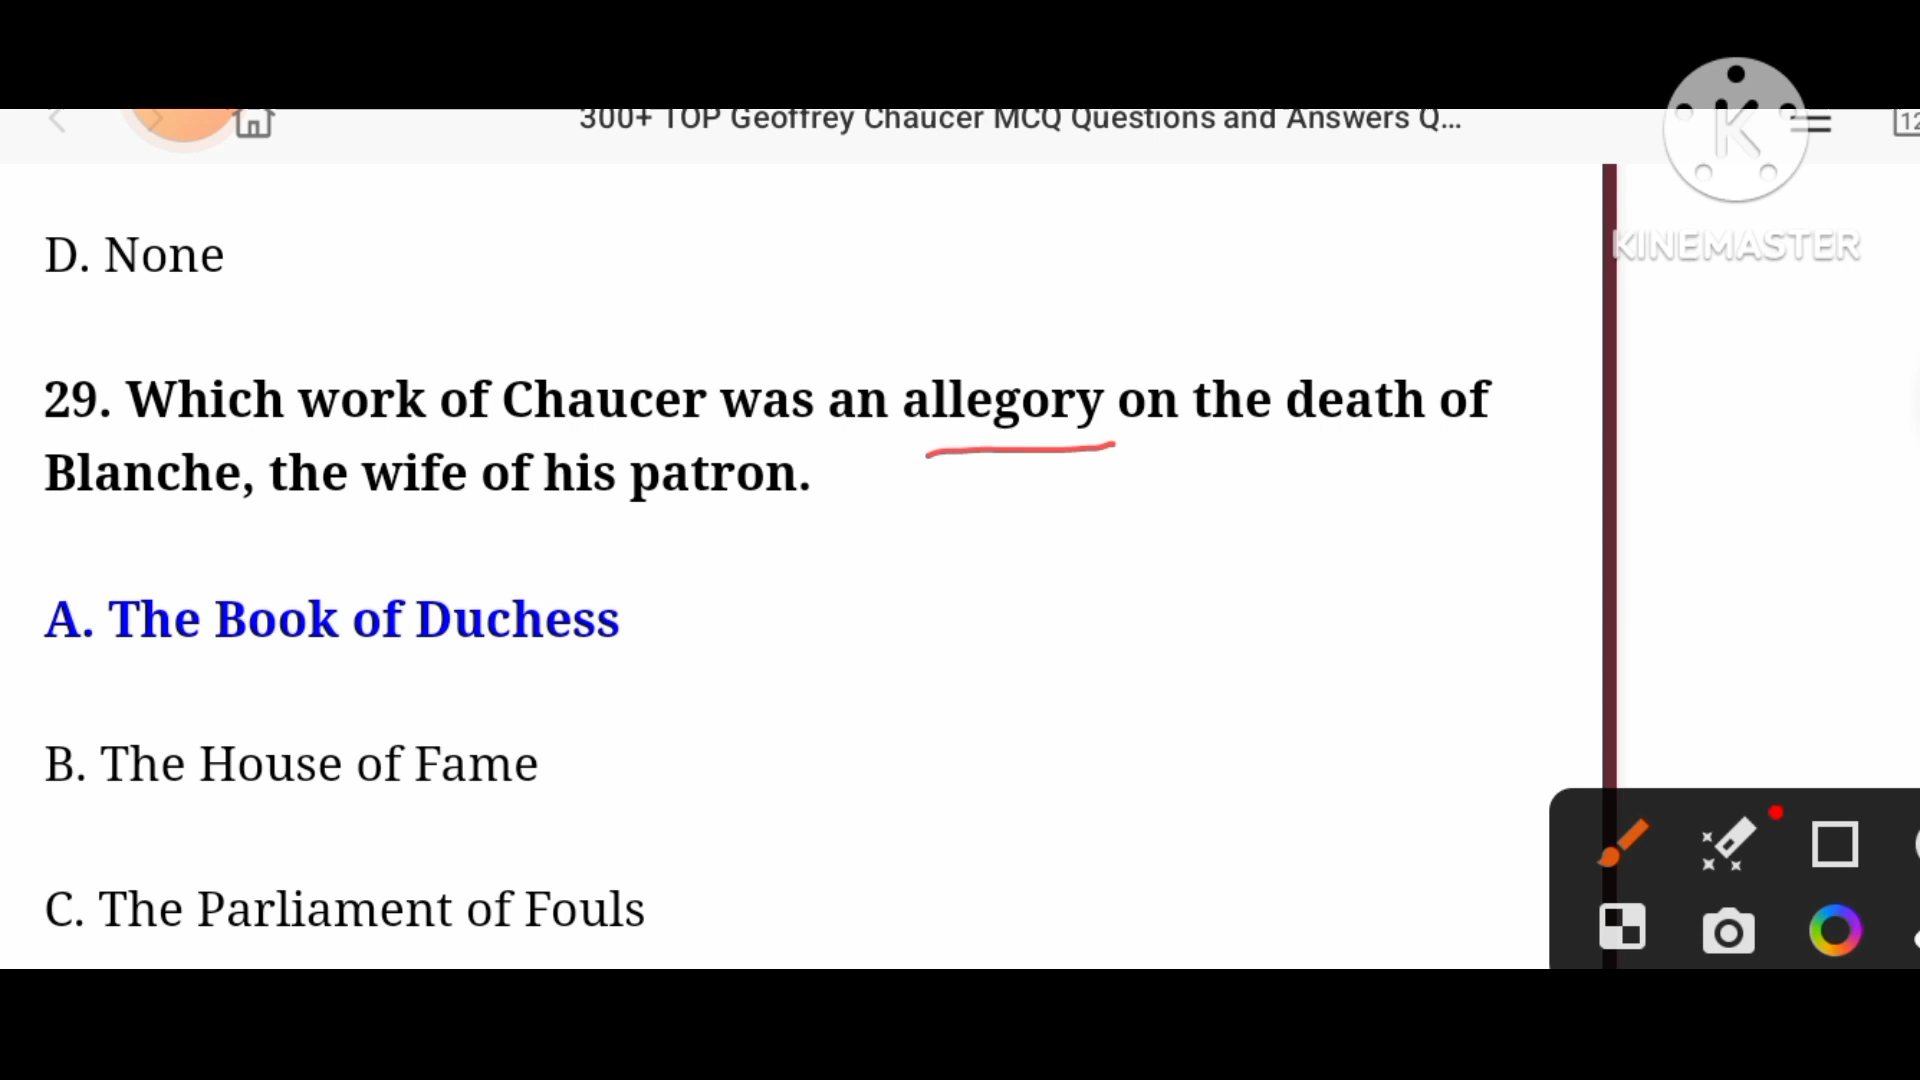 300+ TOP Geoffrey Chaucer MCQ Questions and Answers Q...
12
K
KINEMASTER
D. None
29. Which work of Chaucer was an allegory on the death of
Blanche, the wife of his patron.
A. The Book of Duchess
B. The House of Fame
C. The Parliament of Fouls